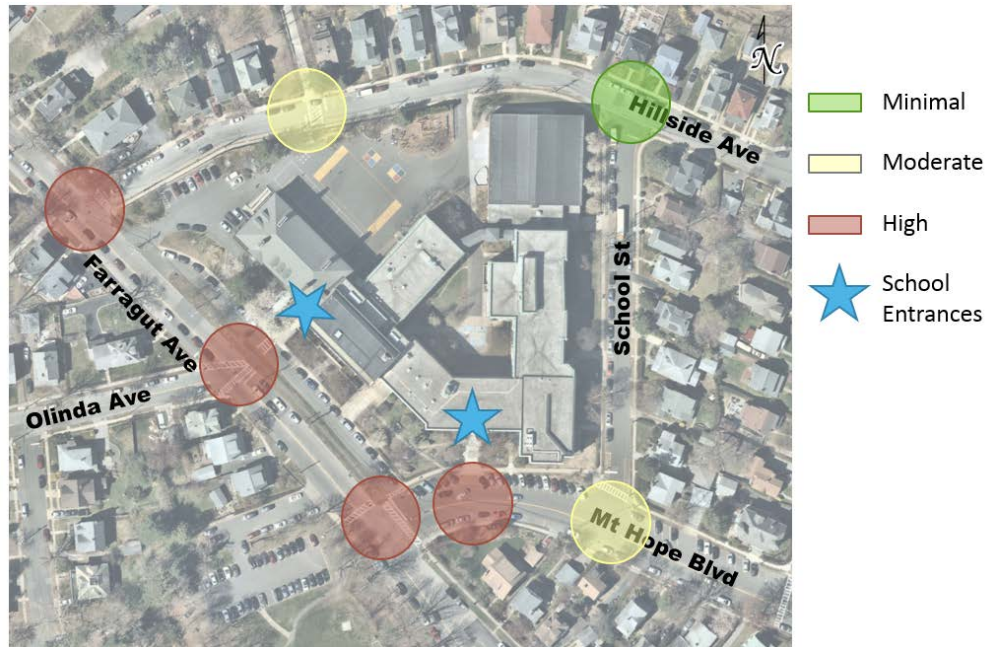 N
Hillside Ave
Farragut Ave
School St
Olinda Ave
Mt Hope Blvd
Minimal
Moderate
High
School
Entrances